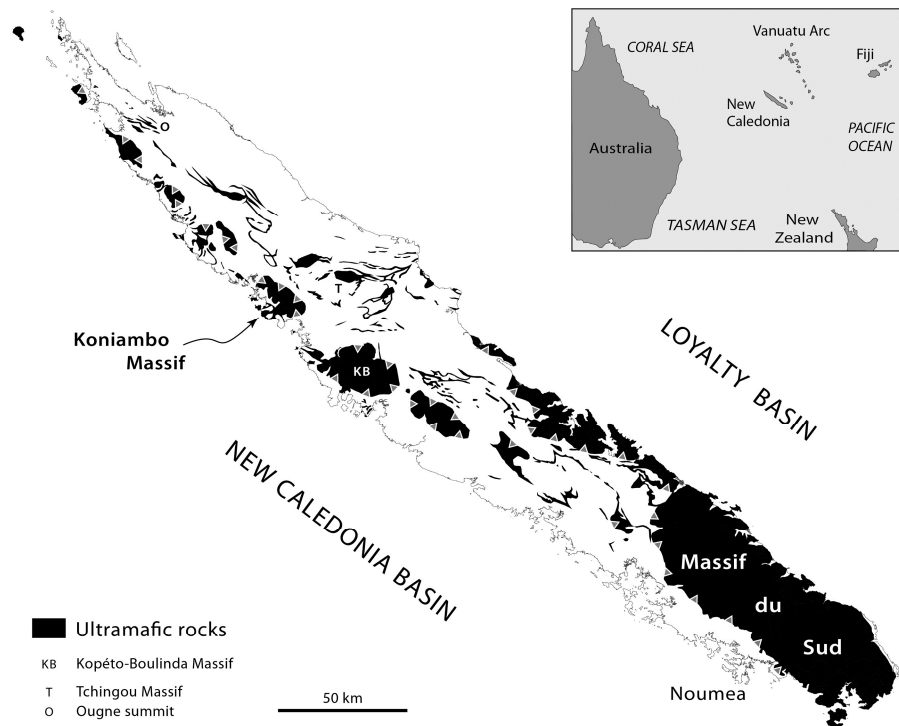 CORAL SEA
Vanuatu Arc
Fiji
New
Caledonia
PACIFIC
OCEAN
Australia
TASMAN SEA
New
Zealand
O
T
Koniambo
Massif
KB
LOYALTY BASIN
NEW CALEDONIA BASIN
Massif
du
Sud
Noumea
Ultramafic rocks
KB Kopéto-Boulinda Massif
T Tchingou Massif
O Ougne summit
50 km